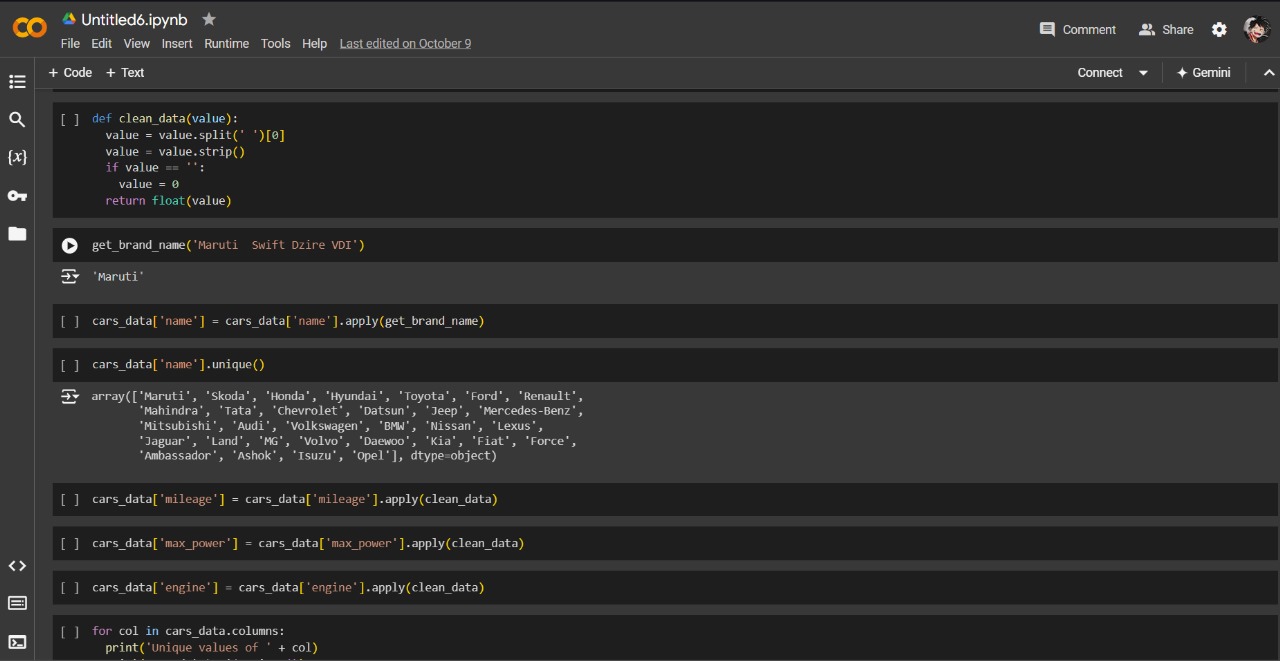 Untitled6.ipynb
File Edit View Insert Runtime Tools Help Last edited on October 9
Comment Share
+ Code + Text
Connect Gemini
[ ] def clean_data(value):
value = value.split(' ')[0]
value = value.strip()
if value == '':
value = 0
return float(value)
get_brand_name('Maruti  Swift Dzire VDI')
'Maruti'
[ ] cars_data['name'] = cars_data['name'].apply(get_brand_name)
[ ] cars_data['name'].unique()
array(['Maruti', 'Skoda', 'Honda', 'Hyundai', 'Toyota', 'Ford', 'Renault',
'Mahindra', 'Tata', 'Chevrolet', 'Datsun', 'Jeep', 'Mercedes-Benz',
'Mitsubishi', 'Audi', 'Volkswagen', 'BMW', 'Nissan', 'Lexus',
'Jaguar', 'Land', 'MG', 'Volvo', 'Daewoo', 'Kia', 'Fiat', 'Force',
'Ambassador', 'Ashok', 'Isuzu', 'Opel'], dtype=object)
[ ] cars_data['mileage'] = cars_data['mileage'].apply(clean_data)
[ ] cars_data['max_power'] = cars_data['max_power'].apply(clean_data)
[ ] cars_data['engine'] = cars_data['engine'].apply(clean_data)
[ ] for col in cars_data.columns:
print('Unique values of ' + col)